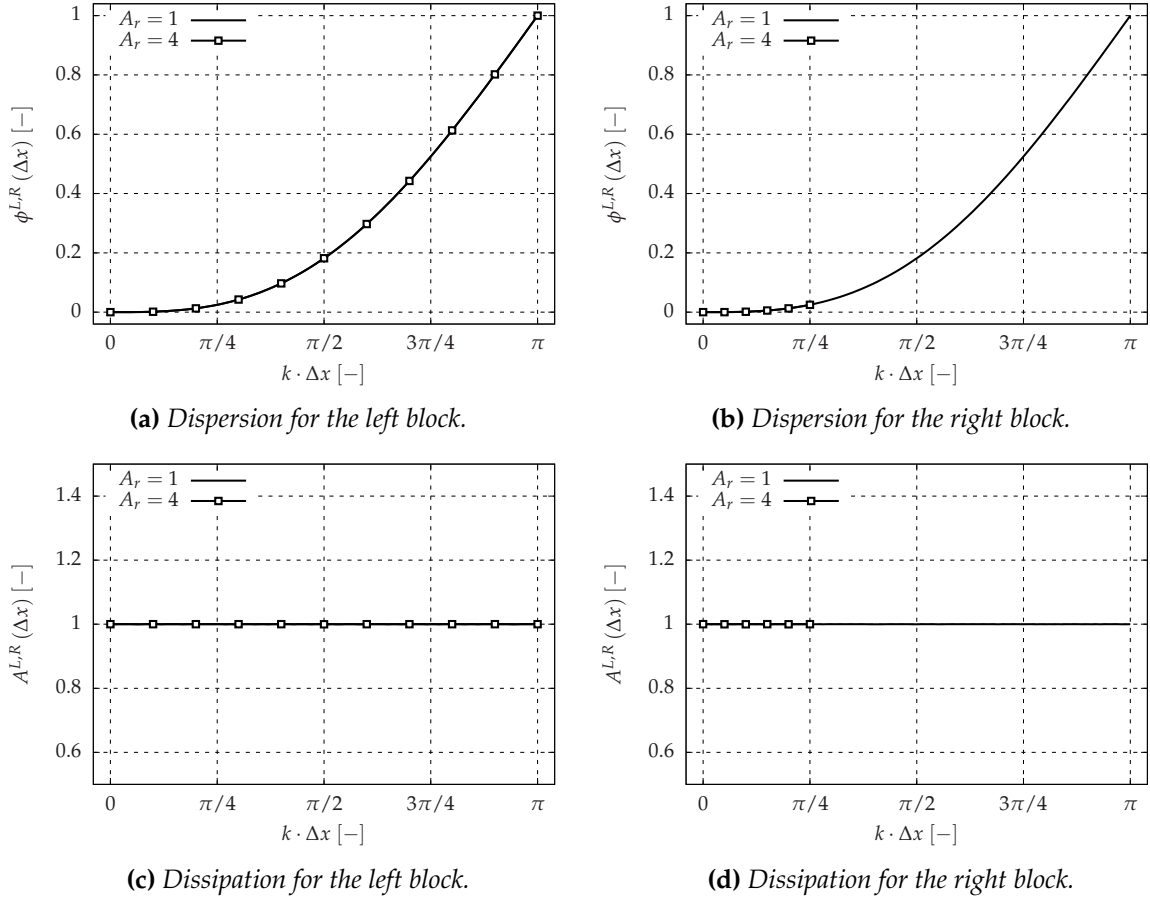 A_r = 1
A_r = 4
1
0.8
0.6
0.4
0.2
0
ϕ^{L,R} (Δx) [−]
0 π/4 π/2 3π/4 π
k · Δx [−]
(a) Dispersion for the left block.
A_r = 1
A_r = 4
1
0.8
0.6
0.4
0.2
0
ϕ^{L,R} (Δx) [−]
0 π/4 π/2 3π/4 π
k · Δx [−]
(b) Dispersion for the right block.
A_r = 1
A_r = 4
1.4
1.2
1
0.8
0.6
A^{L,R} (Δx) [−]
0 π/4 π/2 3π/4 π
k · Δx [−]
(c) Dissipation for the left block.
A_r = 1
A_r = 4
1.4
1.2
1
0.8
0.6
A^{L,R} (Δx) [−]
0 π/4 π/2 3π/4 π
k · Δx [−]
(d) Dissipation for the right block.